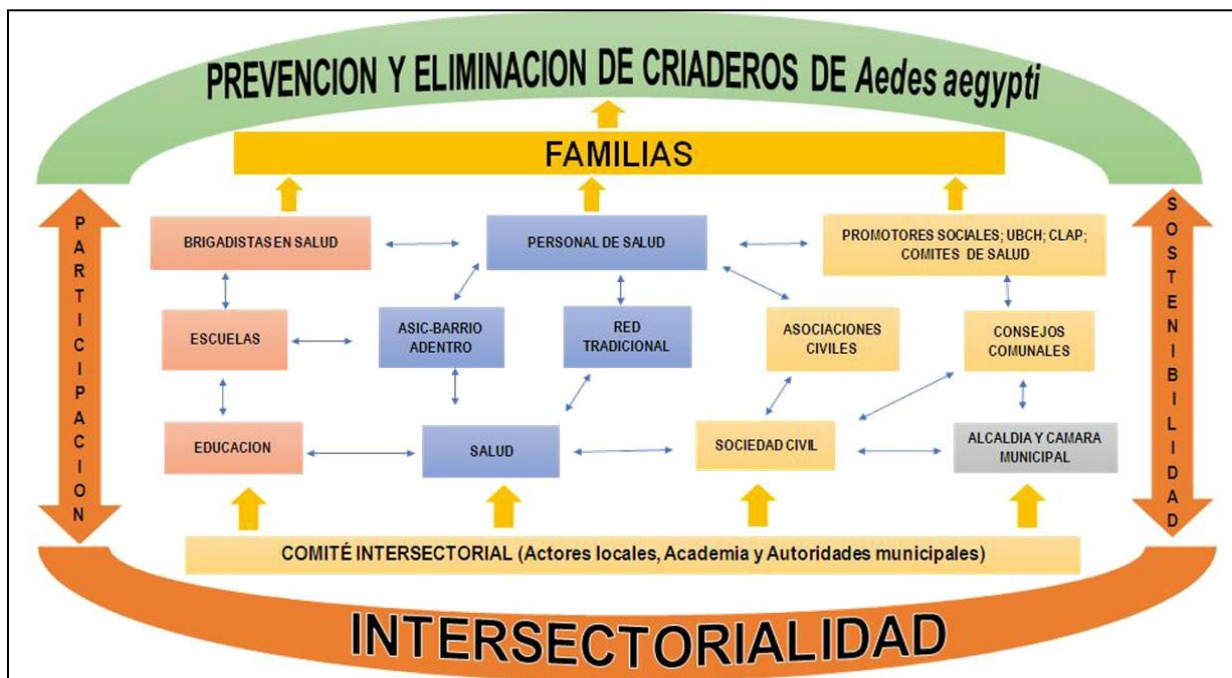 PREVENCION Y ELIMINACION DE CRIADEROS DE Aedes aegypti
FAMILIAS
PARTICIPACION
SOSTENIBILIDAD
BRIGADISTAS EN SALUD
PERSONAL DE SALUD
PROMOTORES SOCIALES; UBCH; CLAP;
COMITES DE SALUD
ESCUELAS
ASIC-BARRIO
ADENTRO
RED
TRADICIONAL
ASOCIACIONES
CIVILES
CONSEJOS
COMUNALES
EDUCACION
SALUD
SOCIEDAD CIVIL
ALCALDIA Y CAMARA
MUNICIPAL
COMITÉ INTERSECTORIAL (Actores locales, Academia y Autoridades municipales)
INTERSECTORIALIDAD